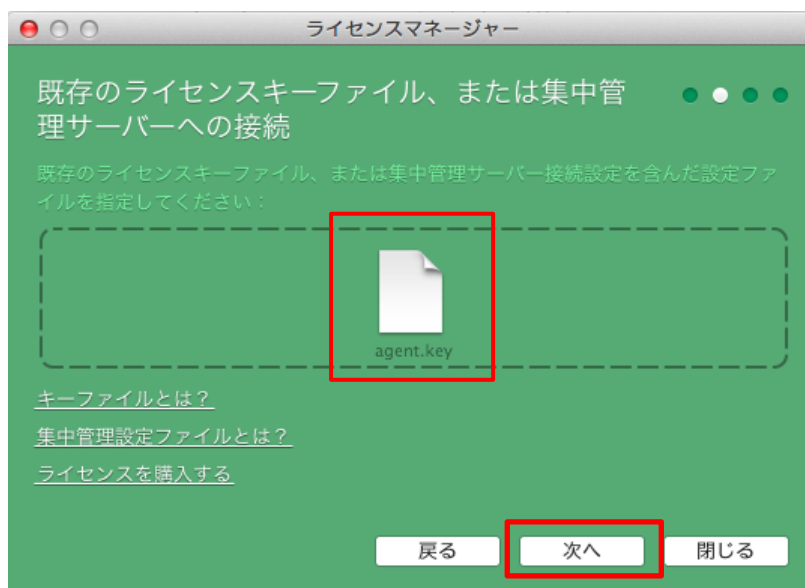 ライセンスマネージャー
既存のライセンスキーファイル、または集中管
理サーバーへの接続
既存のライセンスキーファイル、または集中管理サーバー接続設定を含んだ設定ファ
イルを指定してください：
agent.key
キーファイルとは？
集中管理設定ファイルとは？
ライセンスを購入する
戻る
次へ
閉じる